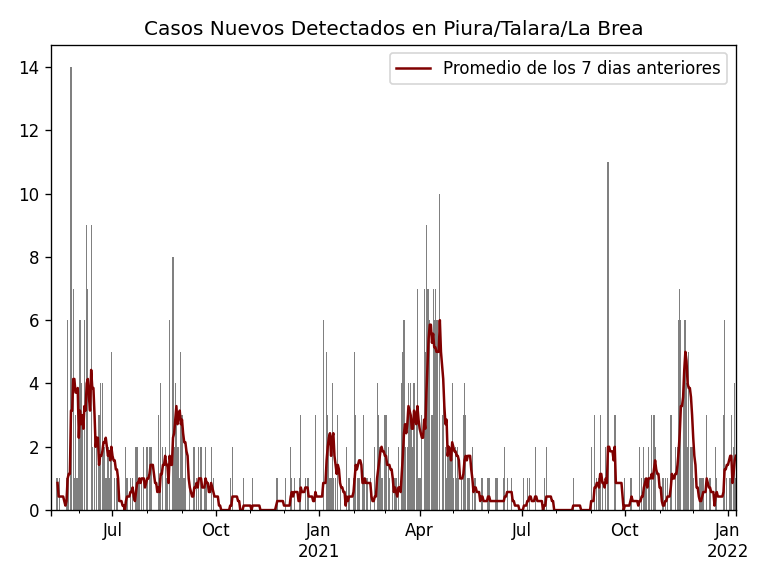 Casos Nuevos Detectados en Piura/Talara/La Brea
Promedio de los 7 dias anteriores
14
12
10
8
6
4
2
0
Jul
Oct
Jan
2021
Apr
Jul
Oct
Jan
2022